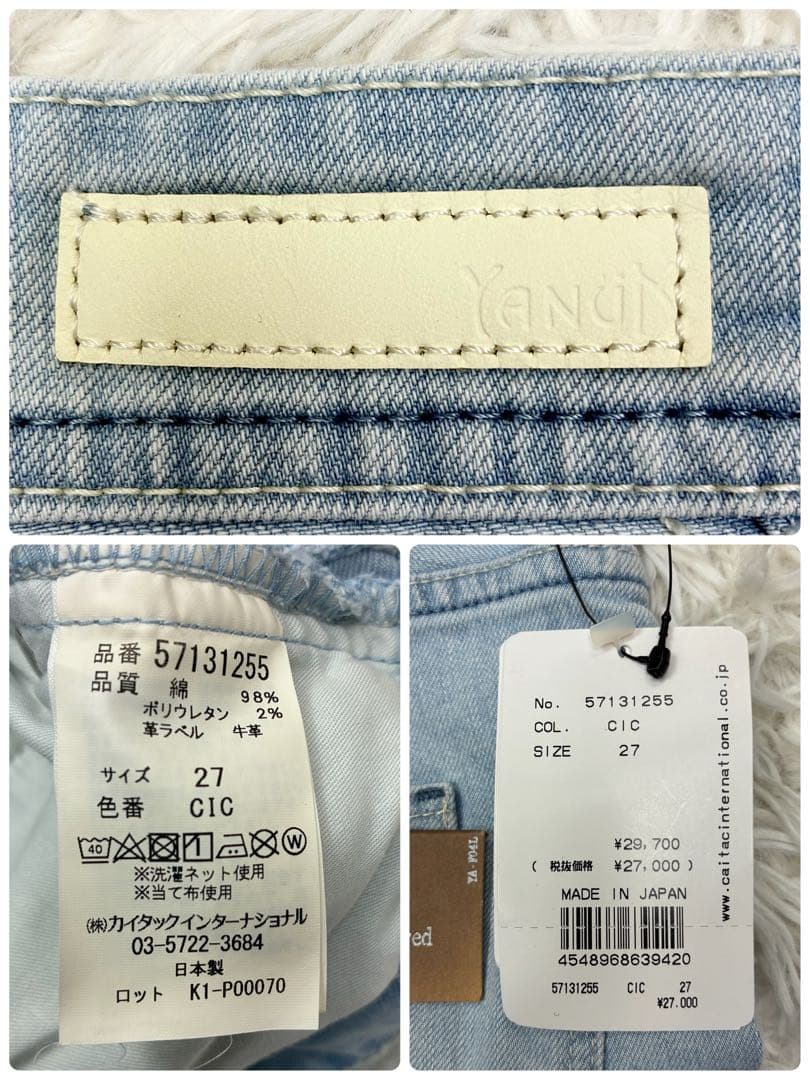 YANÜK
品番 57131255
品質 綿 98%
ポリウレタン 2%
革ラベル 牛革
サイズ 27
色番 CIC
40
W
※洗濯ネット使用
※当て布使用
㈱カイタックインターナショナル
03-5722-3684
日本製
ロット K1-P00070
No. 57131255
COL. CIC
SIZE 27
¥29,700
( 税抜価格 ¥27,000 )
MADE IN JAPAN
4548968639420
57131255 CIC 27
¥27.000
www.caitacinternational.co.jp
YA-F04L